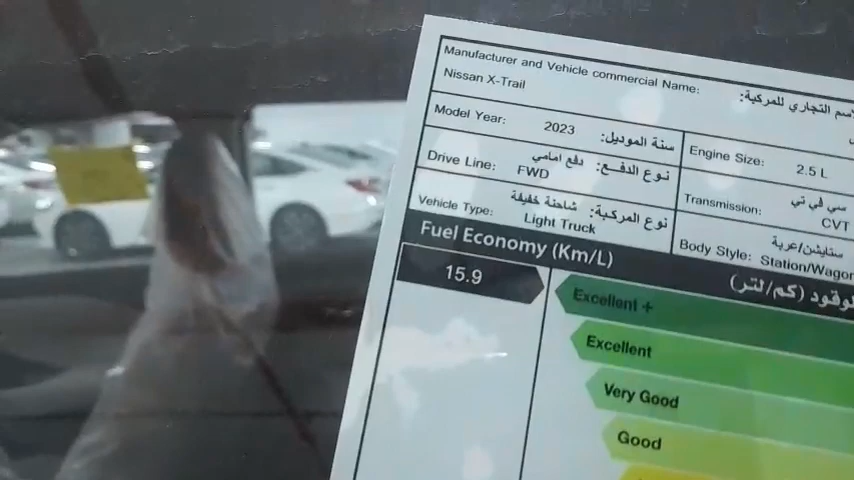 Manufacturer and Vehicle commercial Name:
الاسم التجاري للمركبة:
Nissan X-Trail
Model Year: 2023 سنة الموديل:
Engine Size: 2.5 L
Drive Line: دفع امامي نوع الدفع:
FWD
سي في تي
Transmission: CVT
Vehicle Type: شاحنة خفيفة نوع المركبة:
Light Truck
ستايشن/عربة
Body Style: Station/Wagon
Fuel Economy (Km/L)
الوقود (كم/لتر)
15.9
Excellent +
Excellent
Very Good
Good